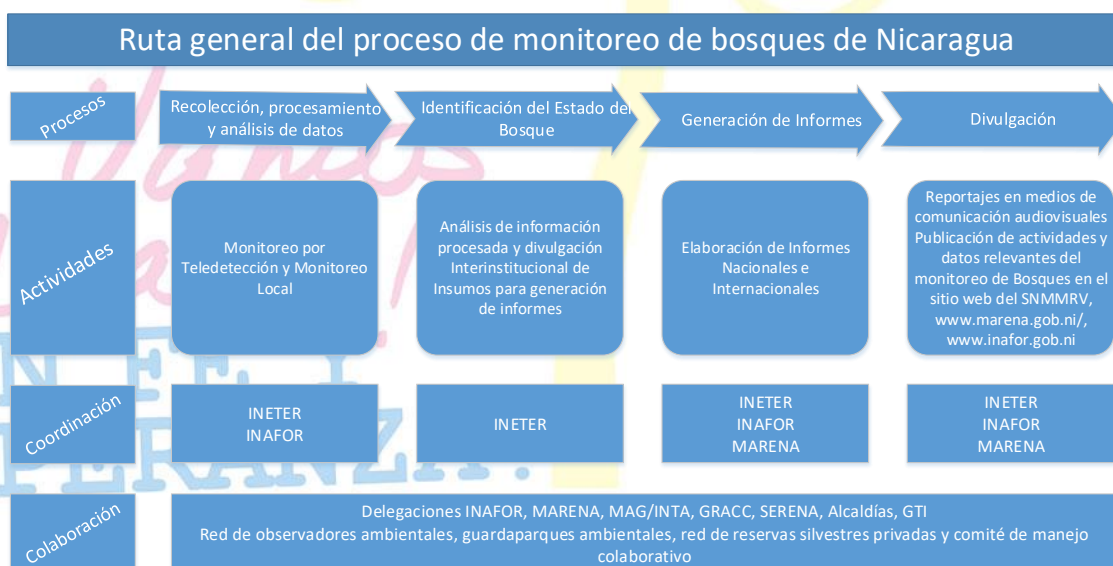 Ruta general del proceso de monitoreo de bosques de Nicaragua
Procesos
Recolección, procesamiento
y análisis de datos
Identificación del Estado del
Bosque
Generación de Informes
Divulgación
Actividades
Monitoreo por
Teledetección y Monitoreo
Local
Análisis de información
procesada y divulgación
Interinstitucional de
Insumos para generación
de informes
Elaboración de Informes
Nacionales e
Internacionales
Reportajes en medios de
comunicación audiovisuales
Publicación de actividades y
datos relevantes del
monitoreo de Bosques en el
sitio web del SNMMRV,
www.marena.gob.ni/,
www.inafor.gob.ni
Coordinación
INETER
INAFOR
INETER
INETER
INAFOR
MARENA
INETER
INAFOR
MARENA
Colaboración
Delegaciones INAFOR, MARENA, MAG/INTA, GRACC, SERENA, Alcaldías, GTI
Red de observadores ambientales, guardaparques ambientales, red de reservas silvestres privadas y comité de manejo
colaborativo